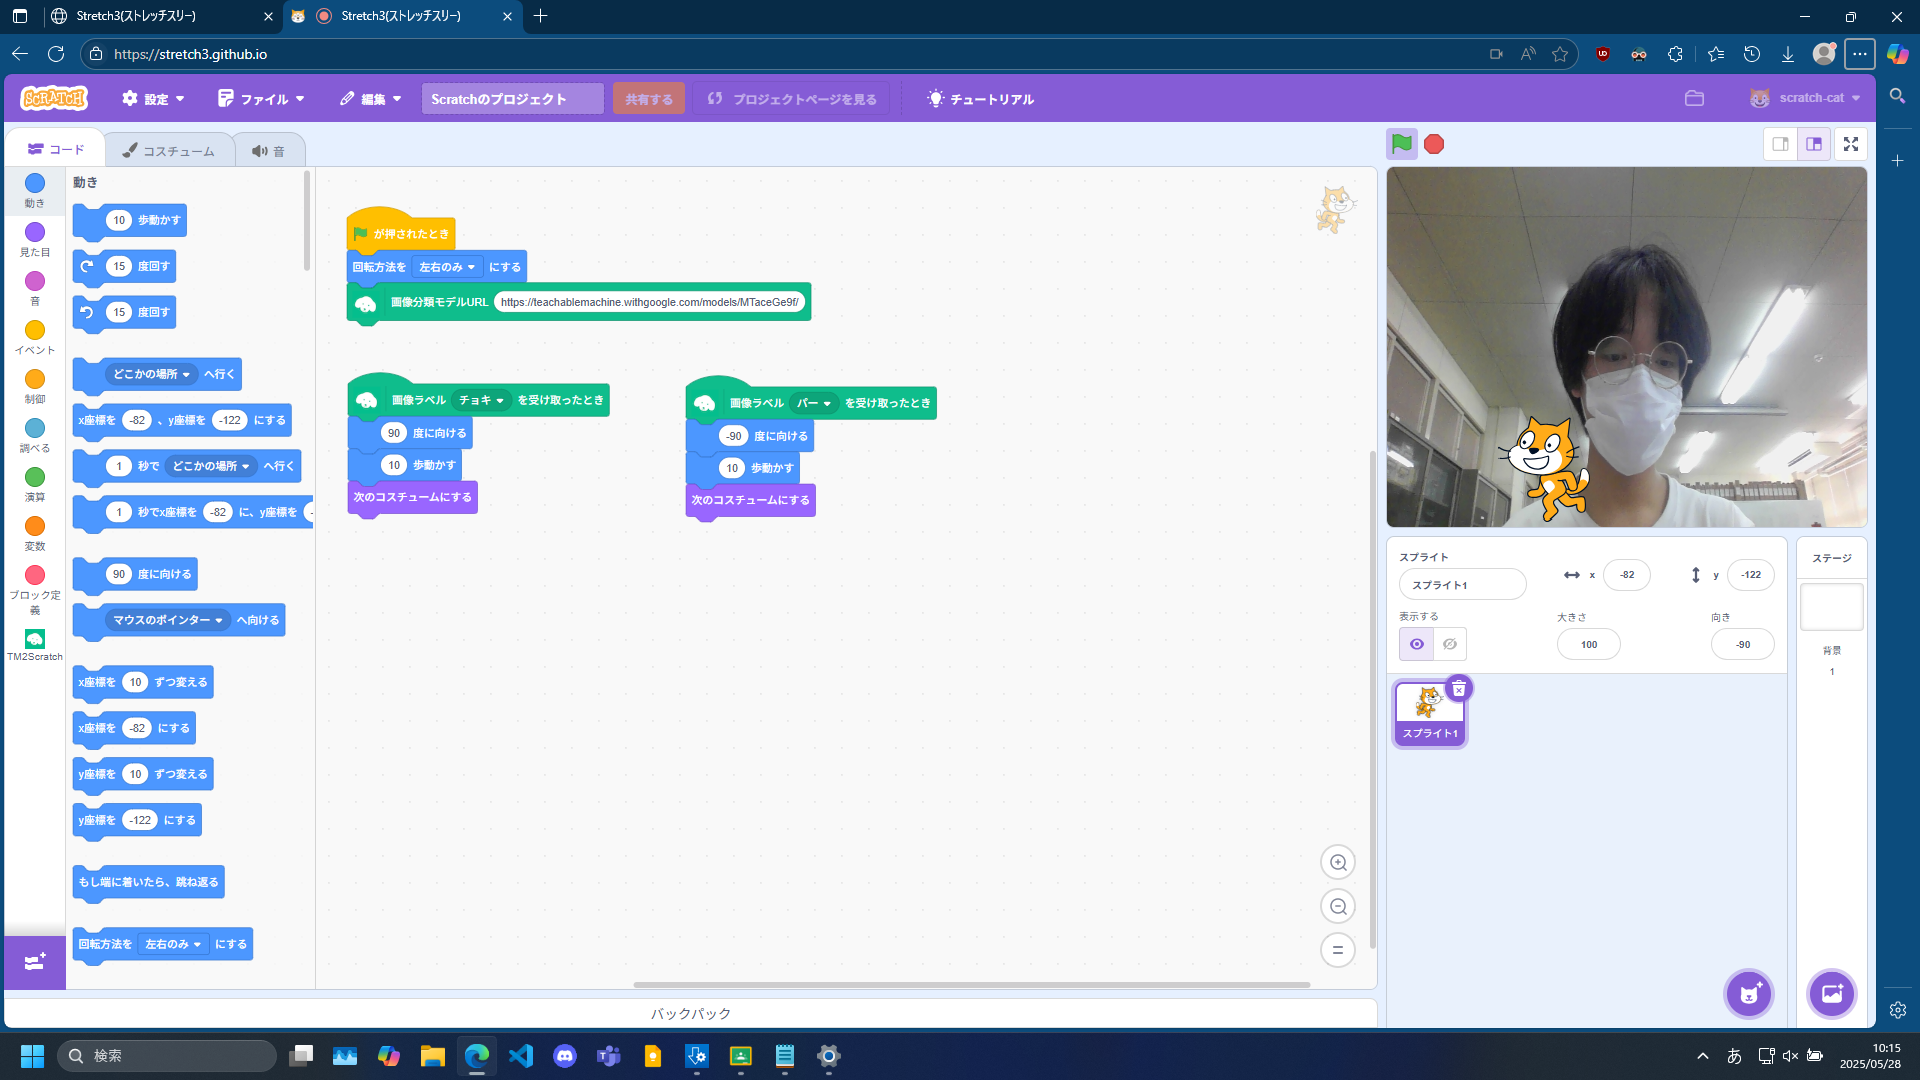 Stretch3(ストレッチスリー)
Stretch3(ストレッチスリー)
https://stretch3.github.io
SCRATCH
設定
ファイル
編集
Scratchのプロジェクト
共有する
プロジェクトページを見る
チュートリアル
scratch-cat
コード
コスチューム
音
動き
見た目
音
イベント
制御
調べる
演算
変数
ブロック定
義
TM2Scratch
動き
10 歩動かす
15 度回す
15 度回す
どこかの場所 へ行く
x座標を -82 、y座標を -122 にする
1 秒で どこかの場所 へ行く
1 秒でx座標を -82 に、y座標を -
90 度に向ける
マウスのポインター へ向ける
x座標を 10 ずつ変える
x座標を -82 にする
y座標を 10 ずつ変える
y座標を -122 にする
もし端に着いたら、跳ね返る
回転方法を 左右のみ にする
が押されたとき
回転方法を 左右のみ にする
画像分類モデルURL https://teachablemachine.withgoogle.com/models/MTaceGe9f/
画像ラベル チョキ を受け取ったとき
90 度に向ける
10 歩動かす
次のコスチュームにする
画像ラベル パー を受け取ったとき
-90 度に向ける
10 歩動かす
次のコスチュームにする
バックパック
スプライト
スプライト1
x -82
y -122
表示する
大きさ
100
向き
-90
スプライト1
ステージ
背景
1
検索
あ
10:15
2025/05/28